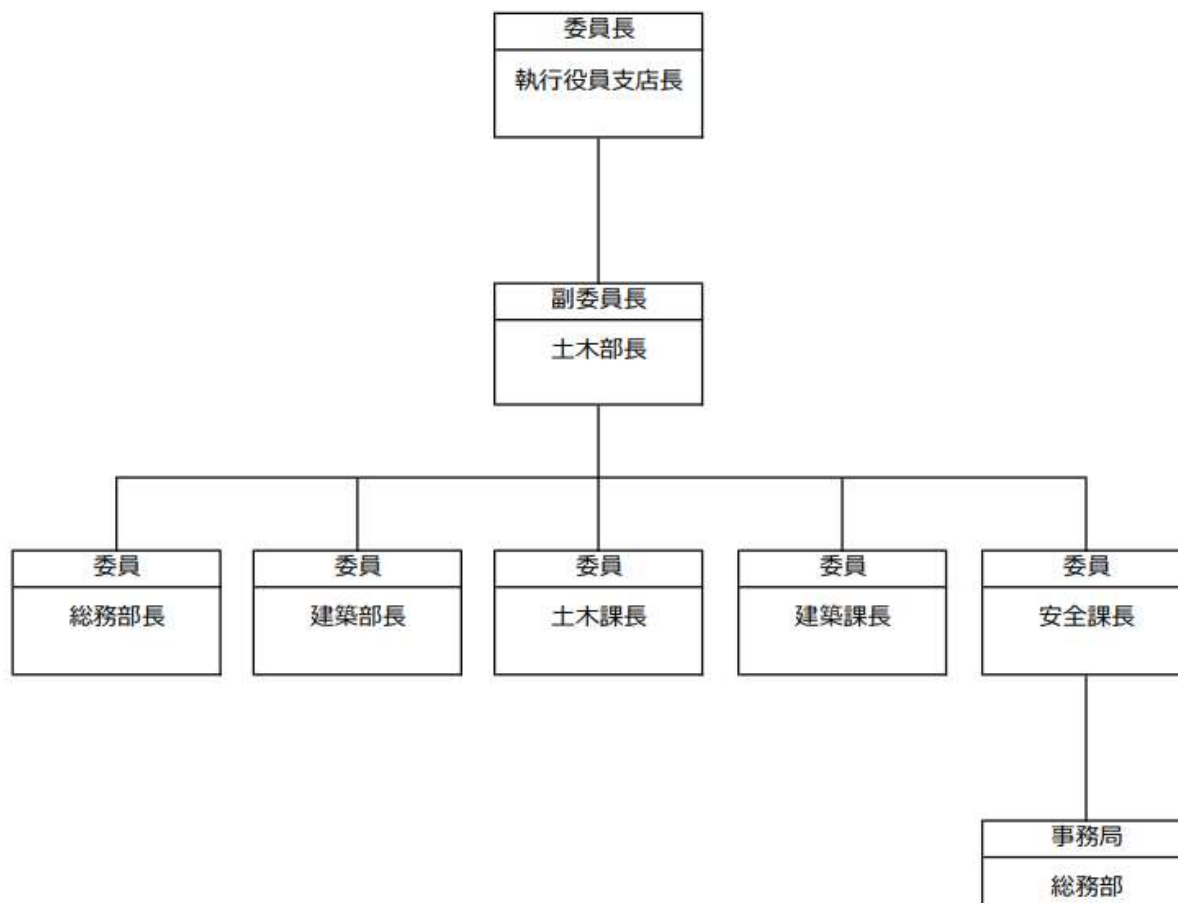 委員長
執行役員支店長
副委員長
土木部長
委員
総務部長
委員
建築部長
委員
土木課長
委員
建築課長
委員
安全課長
事務局
総務部